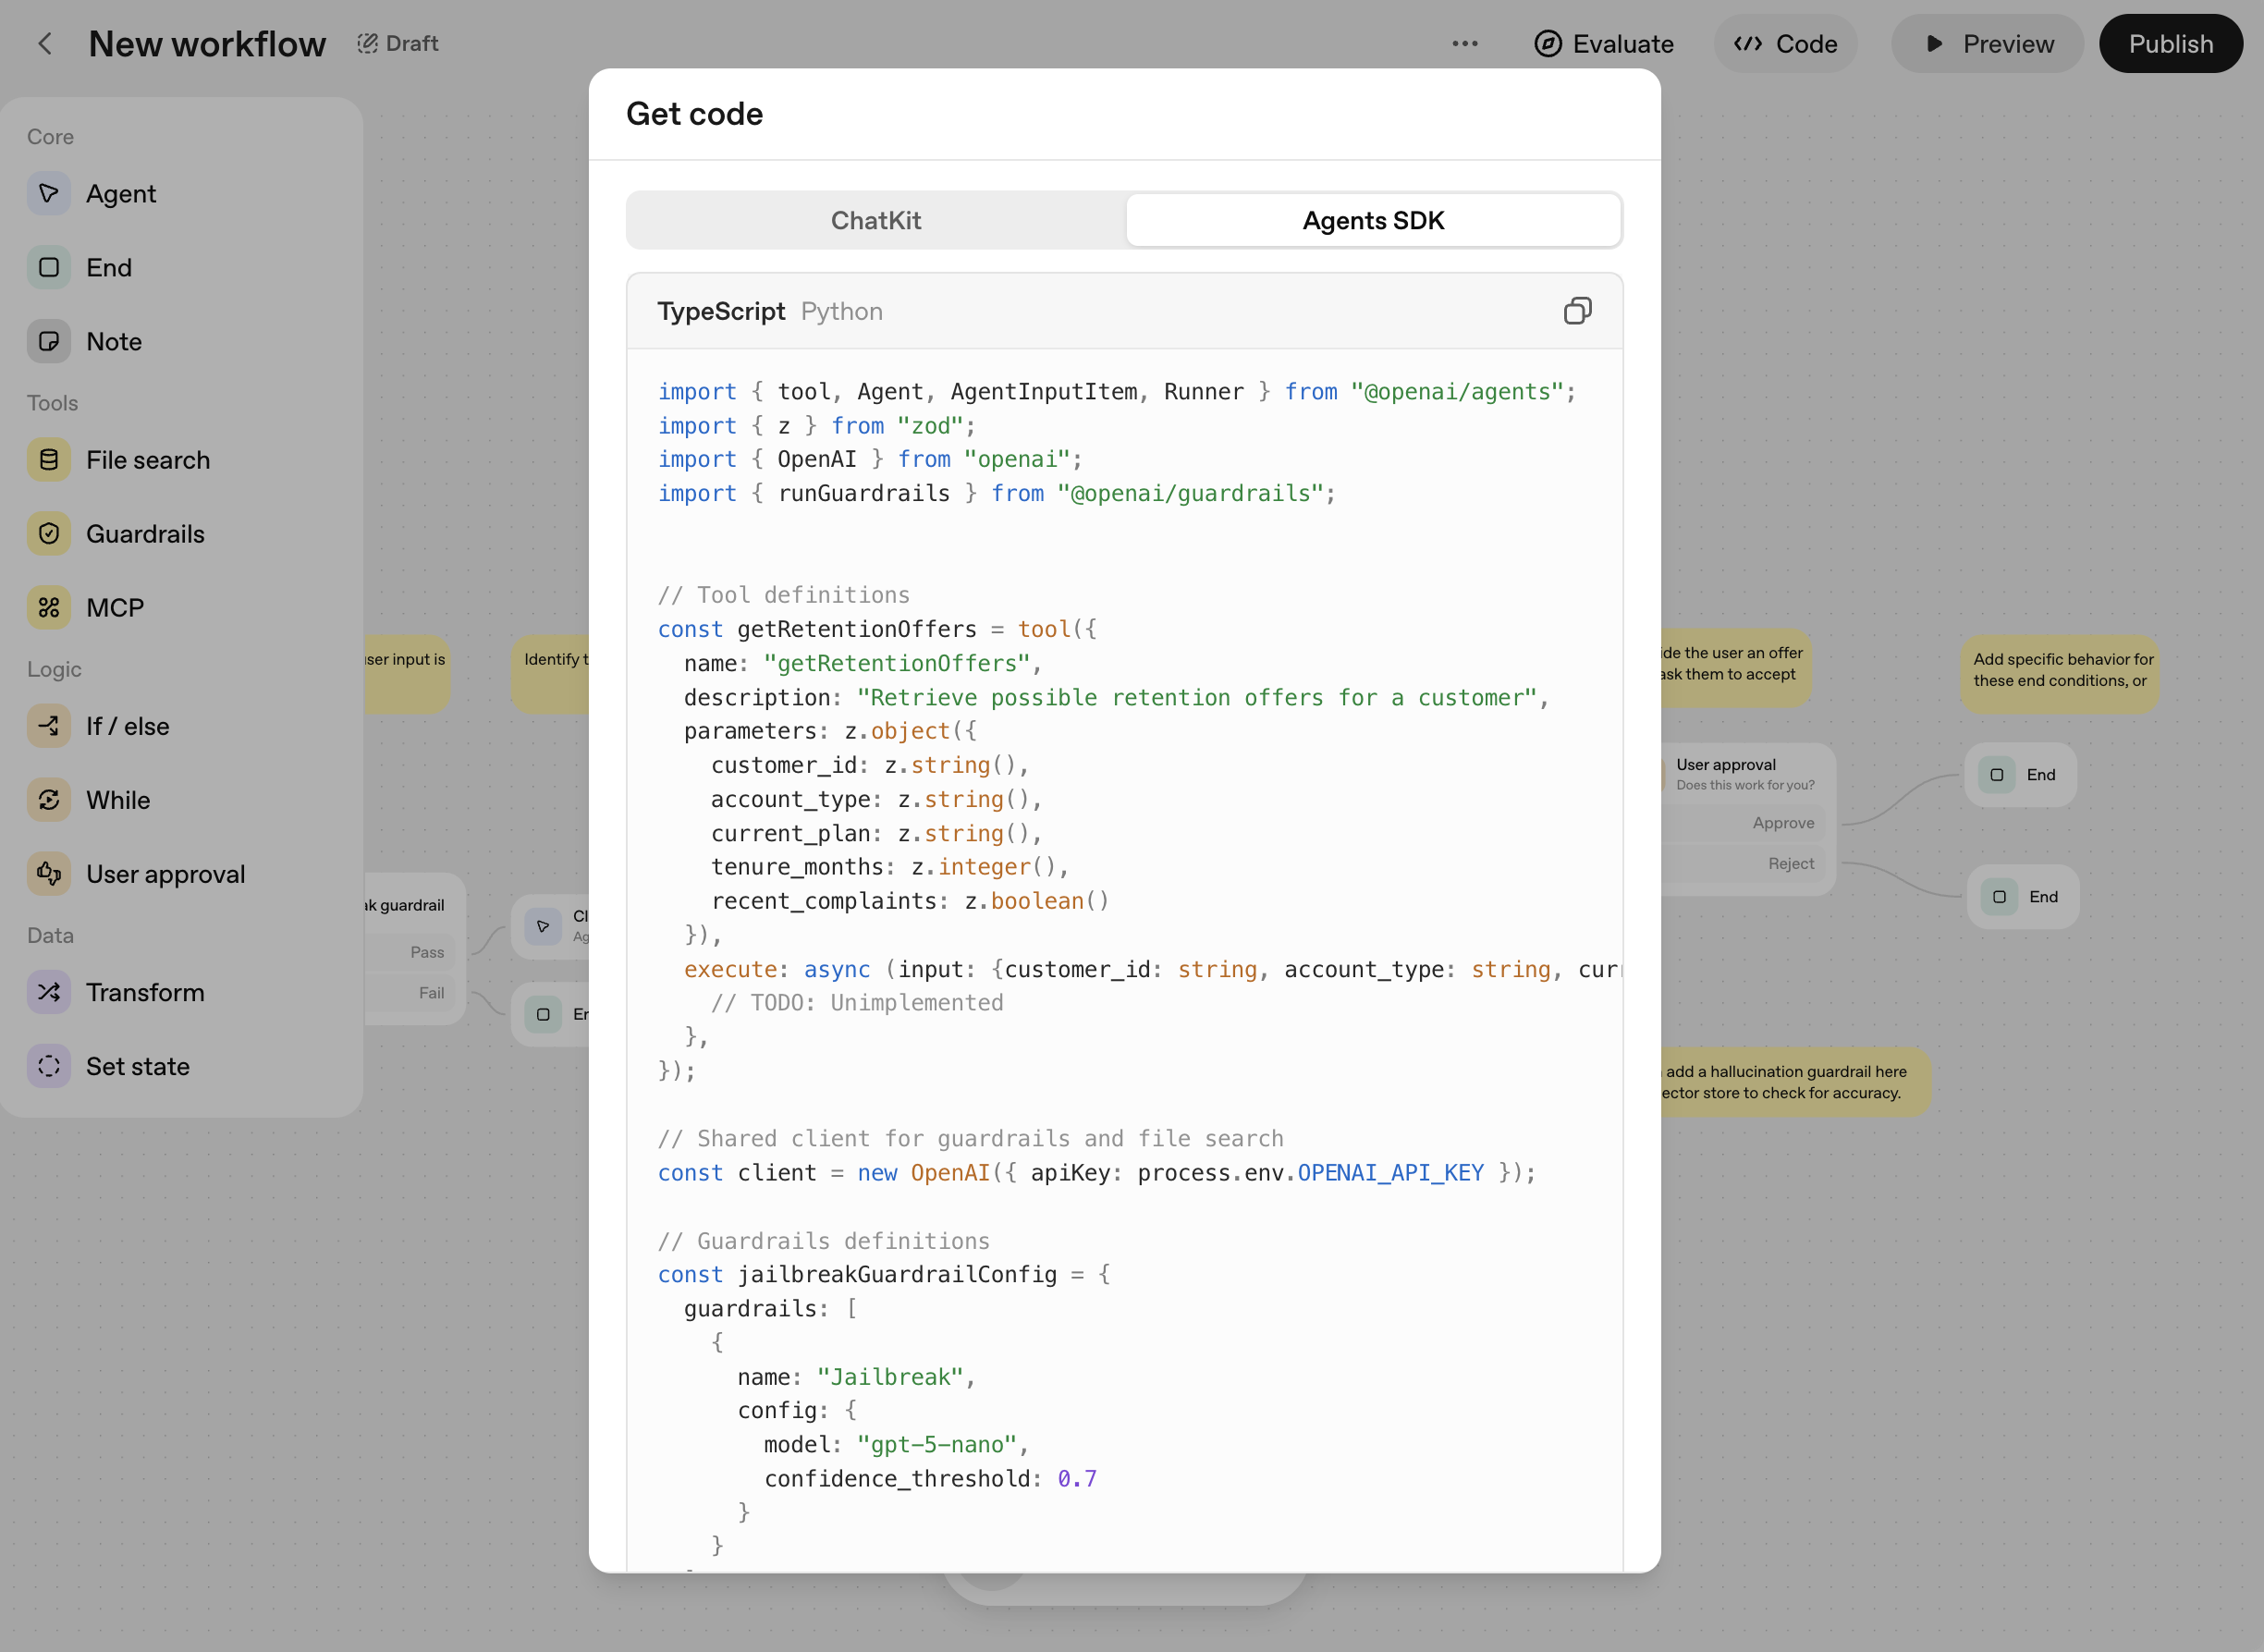 New workflow
Draft
Evaluate
Code
Preview
Publish
Core
Agent
End
Note
Tools
File search
Guardrails
MCP
Logic
If / else
While
User approval
Data
Transform
Set state
user input is
Identify
guardrail
Pass
Fail
Get code
ChatKit
Agents SDK
TypeScript Python
import { tool, Agent, AgentInputItem, Runner } from "@openai/agents";
import { z } from "zod";
import { OpenAI } from "openai";
import { runGuardrails } from "@openai/guardrails";
// Tool definitions
const getRetentionOffers = tool({
name: "getRetentionOffers",
description: "Retrieve possible retention offers for a customer",
parameters: z.object({
customer_id: z.string(),
account_type: z.string(),
current_plan: z.string(),
tenure_months: z.integer(),
recent_complaints: z.boolean()
}),
execute: async (input: {customer_id: string, account_type: string, curr
// TODO: Unimplemented
},
});
// Shared client for guardrails and file search
const client = new OpenAI({ apiKey: process.env.OPENAI_API_KEY });
// Guardrails definitions
const jailbreakGuardrailConfig = {
guardrails: [
{
name: "Jailbreak",
config: {
model: "gpt-5-nano",
confidence_threshold: 0.7
}
}
ide the user an offer
ask them to accept
Add specific behavior for
these end conditions, or
User approval
Does this work for you?
Approve
Reject
End
End
add a hallucination guardrail here
ector store to check for accuracy.